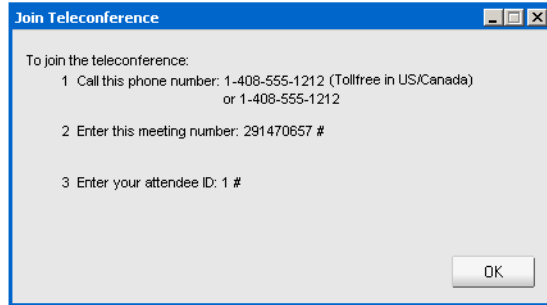 Join Teleconference
To join the teleconference:
1 Call this phone number: 1-408-555-1212 (Tollfree in US/Canada)
or 1-408-555-1212
2 Enter this meeting number: 291470657 #
3 Enter your attendee ID: 1 #
OK